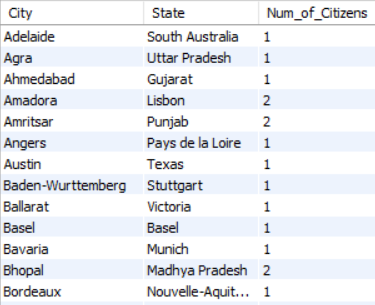 City State Num_of_Citizens
Adelaide South Australia 1
Agra Uttar Pradesh 1
Ahmedabad Gujarat 1
Amadora Lisbon 2
Amritsar Punjab 2
Angers Pays de la Loire 1
Austin Texas 1
Baden-Wurttemberg Stuttgart 1
Ballarat Victoria 1
Basel Basel 1
Bavaria Munich 1
Bhopal Madhya Pradesh 2
Bordeaux Nouvelle-Aquit... 1